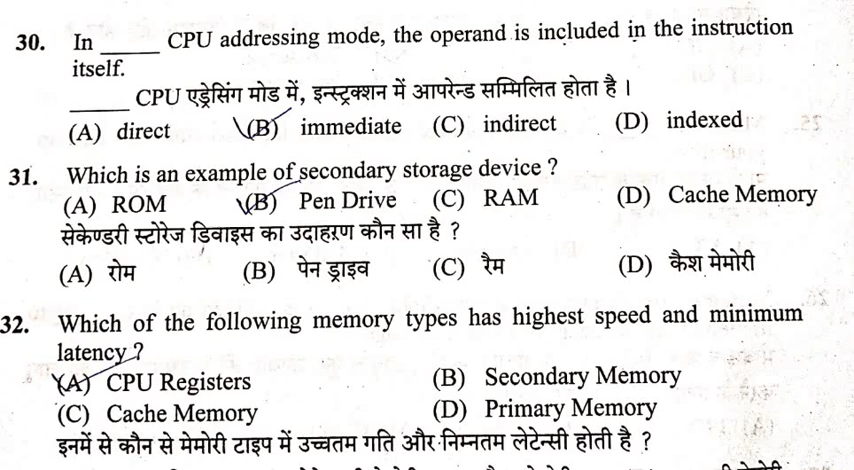 30. In _____ CPU addressing mode, the operand is included in the instruction
itself.
_____ CPU एड्रेसिंग मोड में, इन्स्ट्रक्शन में आपरेन्ड सम्मिलित होता है ।
(A) direct (B) immediate (C) indirect (D) indexed
31. Which is an example of secondary storage device ?
(A) ROM (B) Pen Drive (C) RAM (D) Cache Memory
सेकेण्डरी स्टोरेज डिवाइस का उदाहरण कौन सा है ?
(A) रोम (B) पेन ड्राइव (C) रैम (D) कैश मेमोरी
32. Which of the following memory types has highest speed and minimum
latency ?
(A) CPU Registers (B) Secondary Memory
(C) Cache Memory (D) Primary Memory
इनमें से कौन से मेमोरी टाइप में उच्चतम गति और निम्नतम लेटेन्सी होती है ?